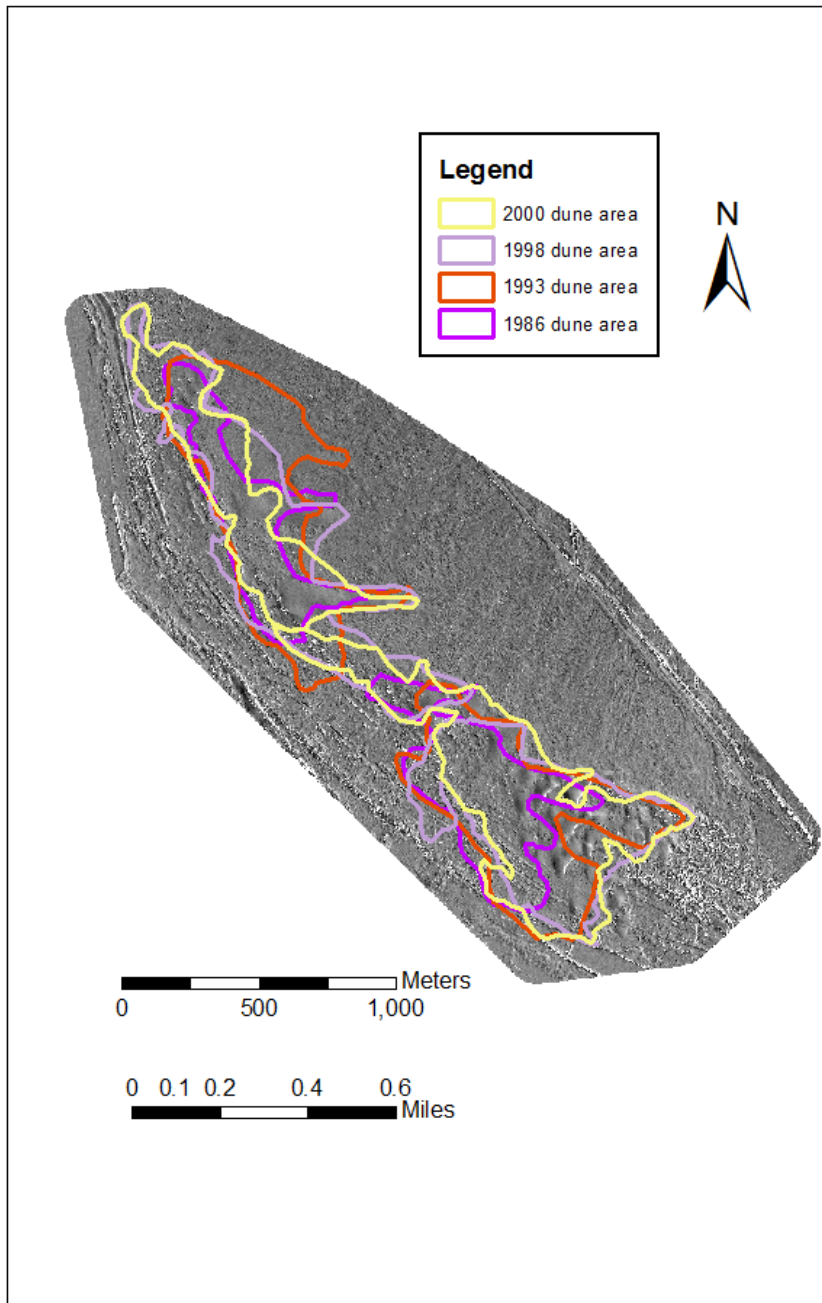 Legend
2000 dune area
1998 dune area
1993 dune area
1986 dune area
N
Meters
0 500 1,000
0 0.1 0.2 0.4 0.6
Miles